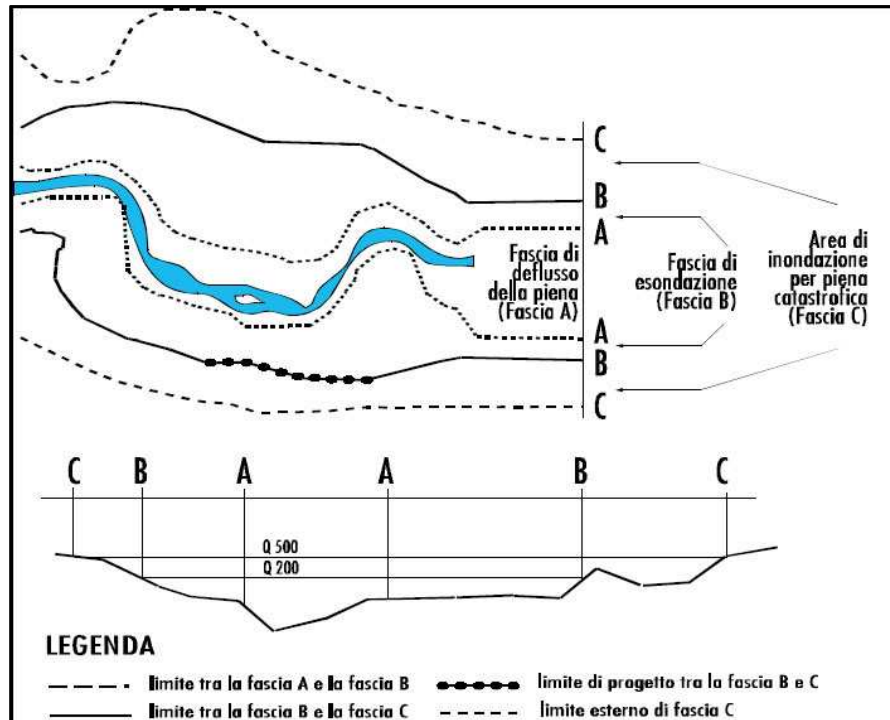 C
B
A
Fascia di
deflusso
della piena
(Fascia A)
Fascia di
esondazione
(Fascia B)
Area di
inondazione
per piena
catastrofica
(Fascia C)
A
B
C
C B A A B C
Q 500
Q 200
LEGENDA
limite tra la fascia A e la fascia B
limite di progetto tra la fascia B e C
limite tra la fascia B e la fascia C
limite esterno di fascia C